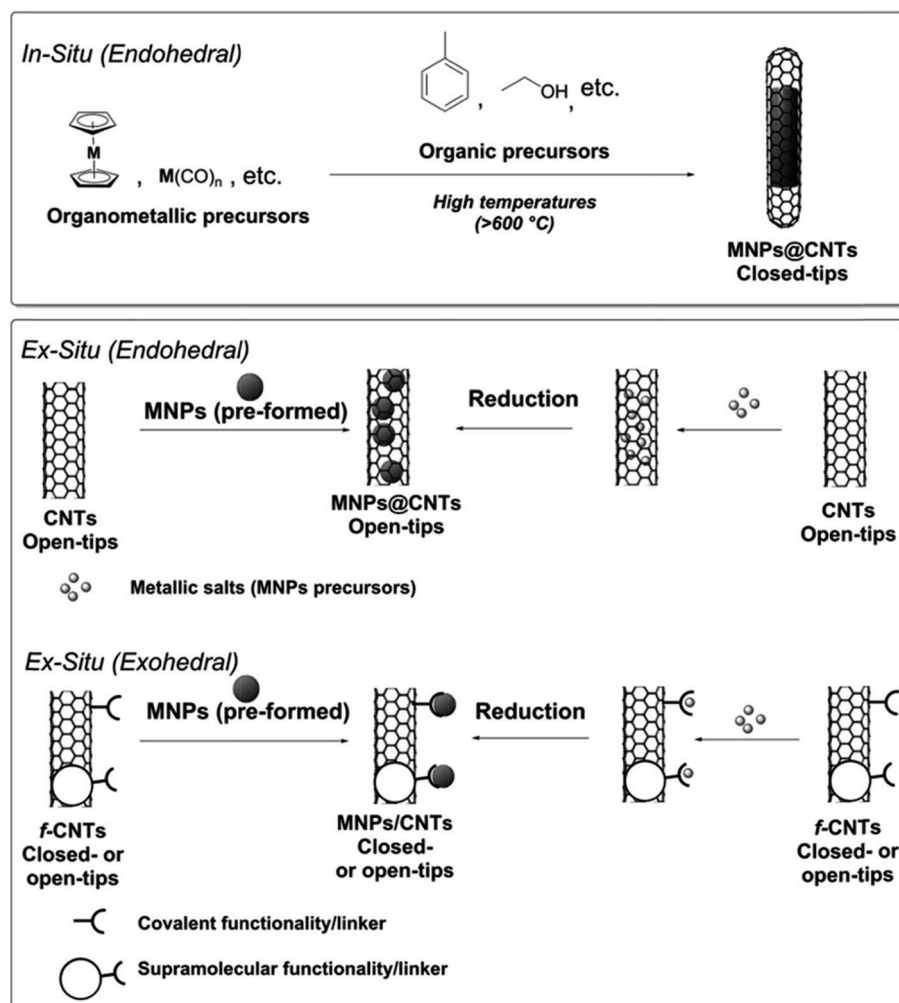 In-Situ (Endohedral)
M
, M(CO)n , etc.
Organometallic precursors
, OH, etc.
Organic precursors
High temperatures
(>600 °C)
MNPs@CNTs
Closed-tips
Ex-Situ (Endohedral)
CNTs
Open-tips
MNPs (pre-formed)
MNPs@CNTs
Open-tips
Reduction
CNTs
Open-tips
Metallic salts (MNPs precursors)
Ex-Situ (Exohedral)
f-CNTs
Closed- or
open-tips
MNPs (pre-formed)
MNPs/CNTs
Closed-
or open-tips
Reduction
f-CNTs
Closed- or
open-tips
Covalent functionality/linker
Supramolecular functionality/linker